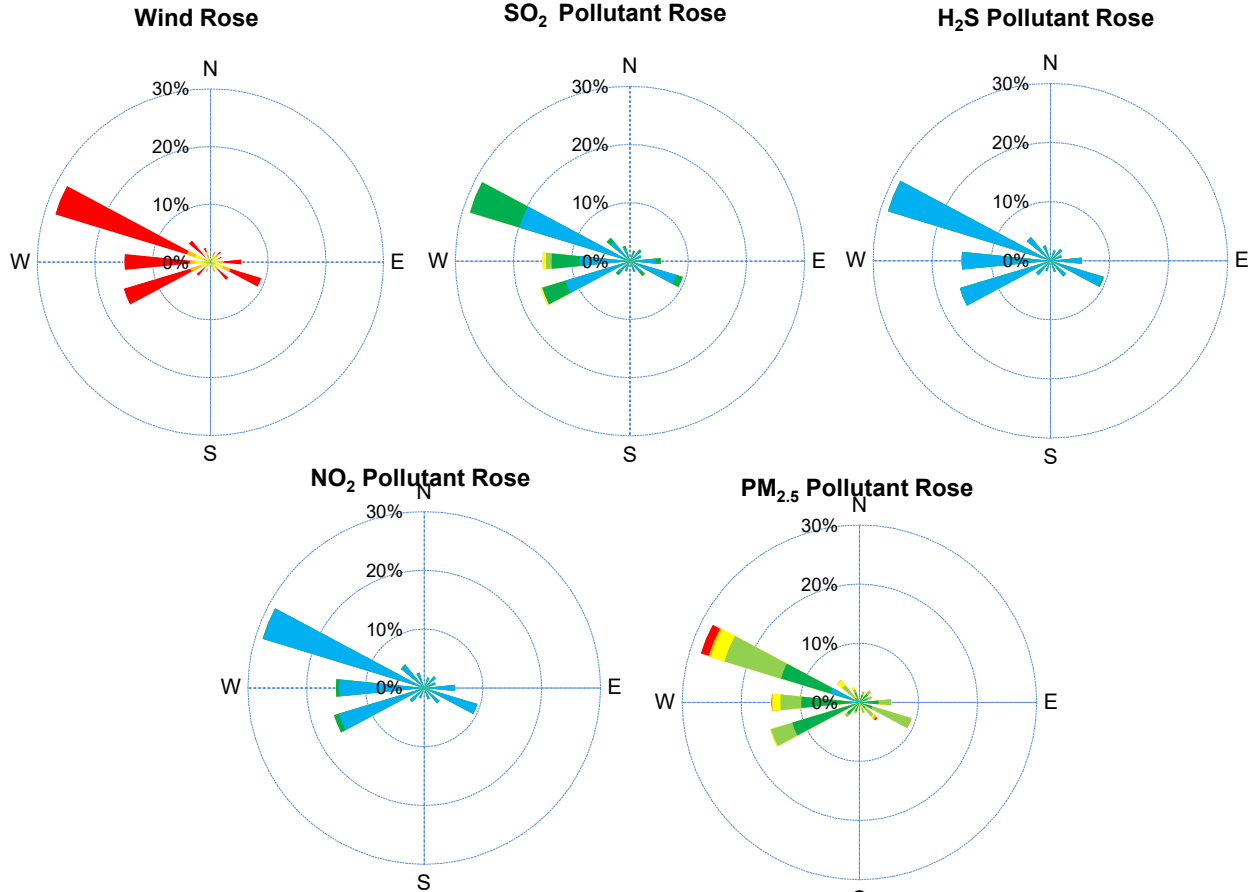 Wind Rose
SO₂ Pollutant Rose
H₂S Pollutant Rose
N
30%
20%
10%
0%
W
E
S
N
30%
20%
10%
0%
W
E
S
N
30%
20%
10%
0%
W
E
S
NO₂ Pollutant Rose
PM₂.₅ Pollutant Rose
N
30%
20%
10%
0%
W
E
S
N
30%
20%
10%
0%
W
E